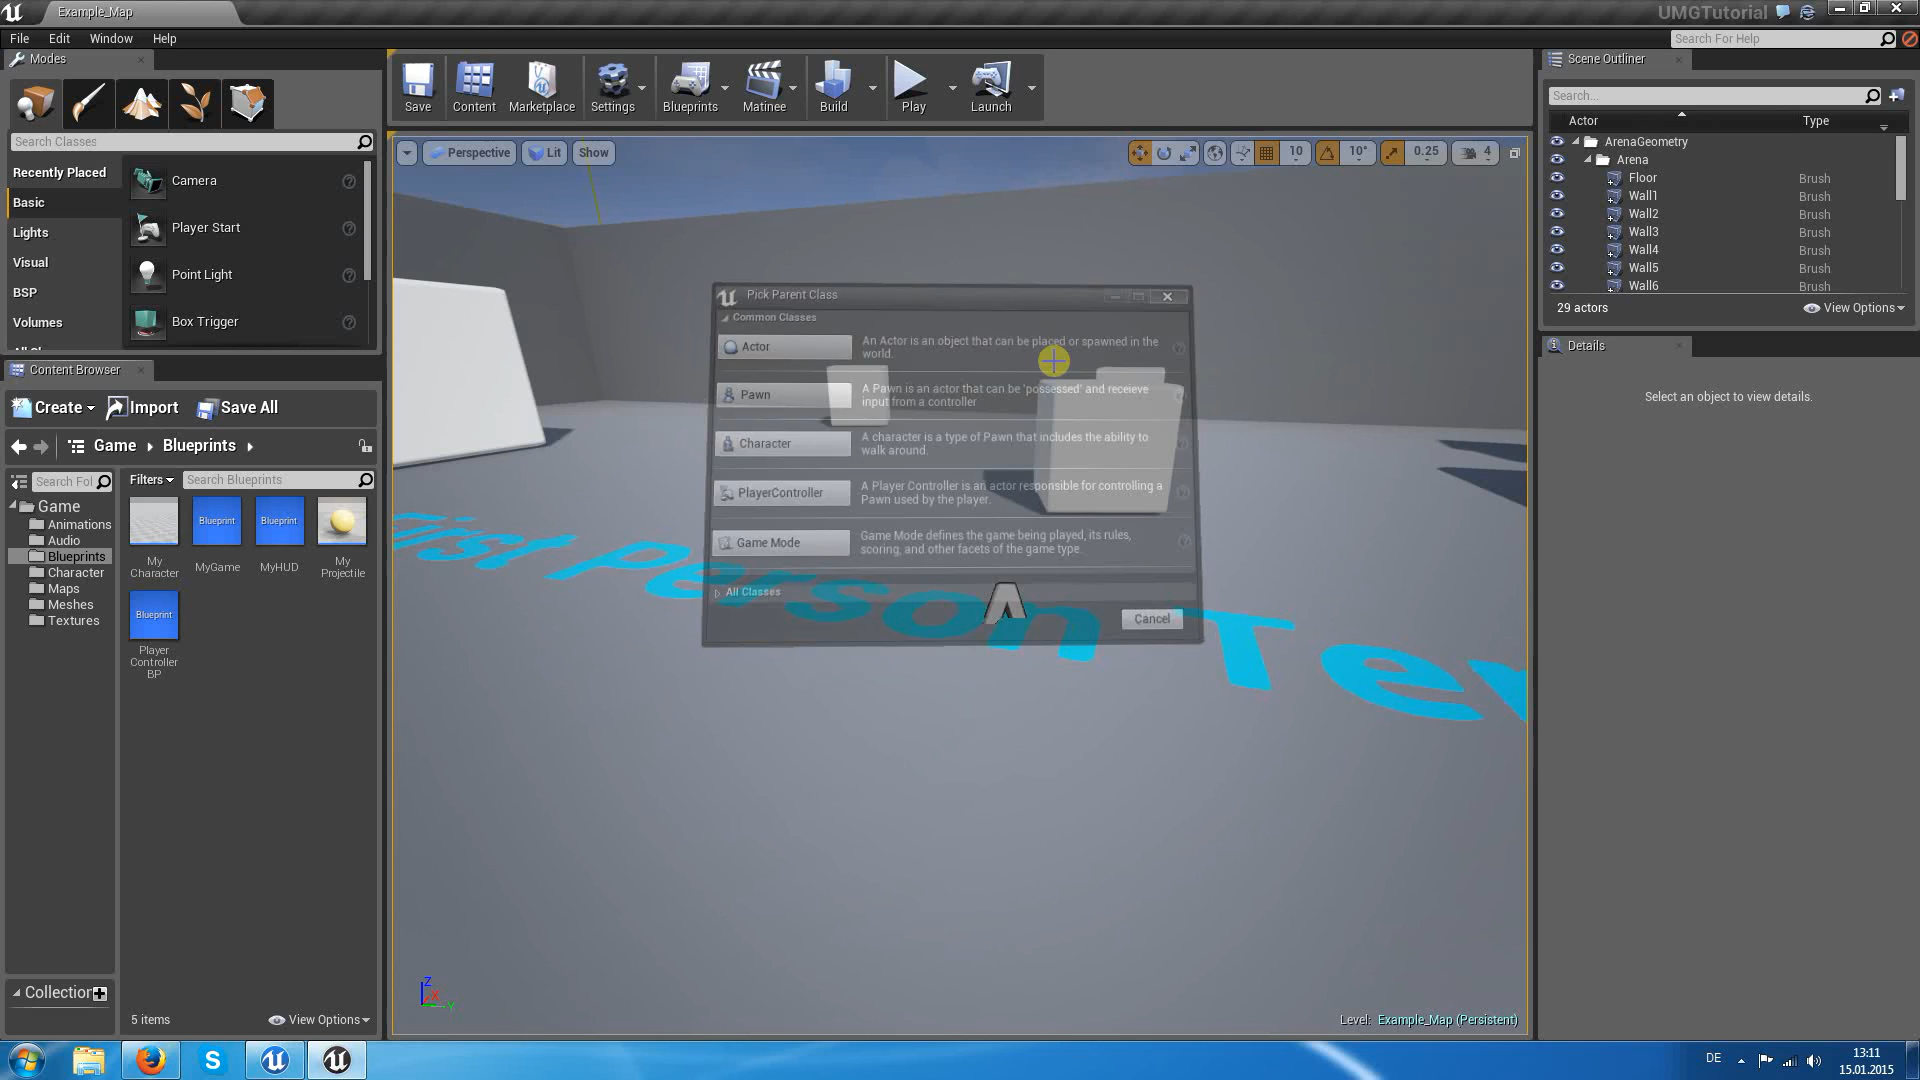 Example_Map
UMGTutorial
File Edit Window Help
Search For Help
Modes
Search Classes
Recently Placed
Basic
Lights
Visual
BSP
Volumes
Camera
Player Start
Point Light
Box Trigger
Save Content Marketplace Settings Blueprints Matinee Build Play Launch
Perspective Lit Show
10 10° 0.25 4
Pick Parent Class
Common Classes
Actor
An Actor is an object that can be placed or spawned in the
world.
Pawn
A Pawn is an actor that can be 'possessed' and receieve
input from a controller
Character
A character is a type of Pawn that includes the ability to
walk around.
PlayerController
A Player Controller is an actor responsible for controlling a
Pawn used by the player.
Game Mode
Game Mode defines the game being played, its rules,
scoring, and other facets of the game type.
All Classes
Cancel
First Person Te
Z
X
Y
Level: Example_Map (Persistent)
Scene Outliner
Search...
Actor Type
ArenaGeometry
Arena
Floor Brush
Wall1 Brush
Wall2 Brush
Wall3 Brush
Wall4 Brush
Wall5 Brush
Wall6 Brush
29 actors View Options
Details
Select an object to view details.
Content Browser
Create Import Save All
Game Blueprints
Search Fol
Filters Search Blueprints
Game
Animations
Audio
Blueprints
Character
Maps
Meshes
Textures
My
Character
Blueprint
MyGame
Blueprint
MyHUD
My
Projectile
Blueprint
Player
Controller
BP
Collection
5 items View Options
DE
13:11
15.01.2015